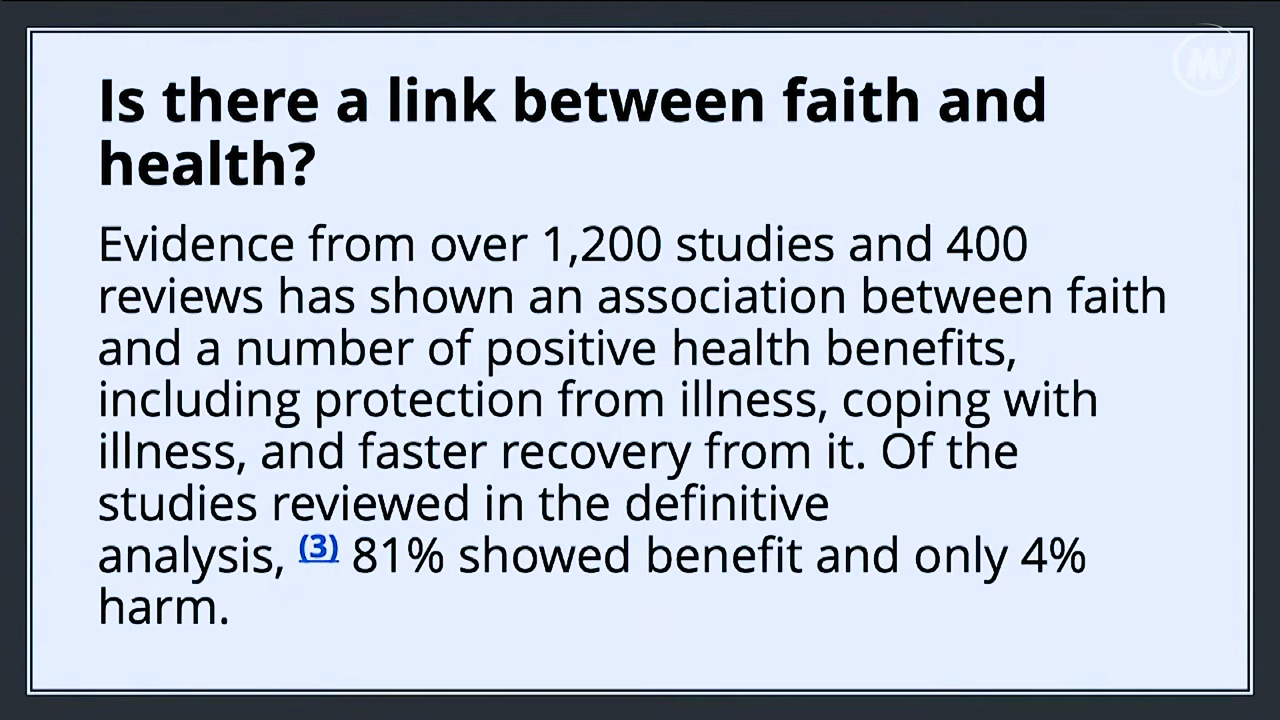 Is there a link between faith and
health?
Evidence from over 1,200 studies and 400
reviews has shown an association between faith
and a number of positive health benefits,
including protection from illness, coping with
illness, and faster recovery from it. Of the
studies reviewed in the definitive
analysis, (3) 81% showed benefit and only 4%
harm.